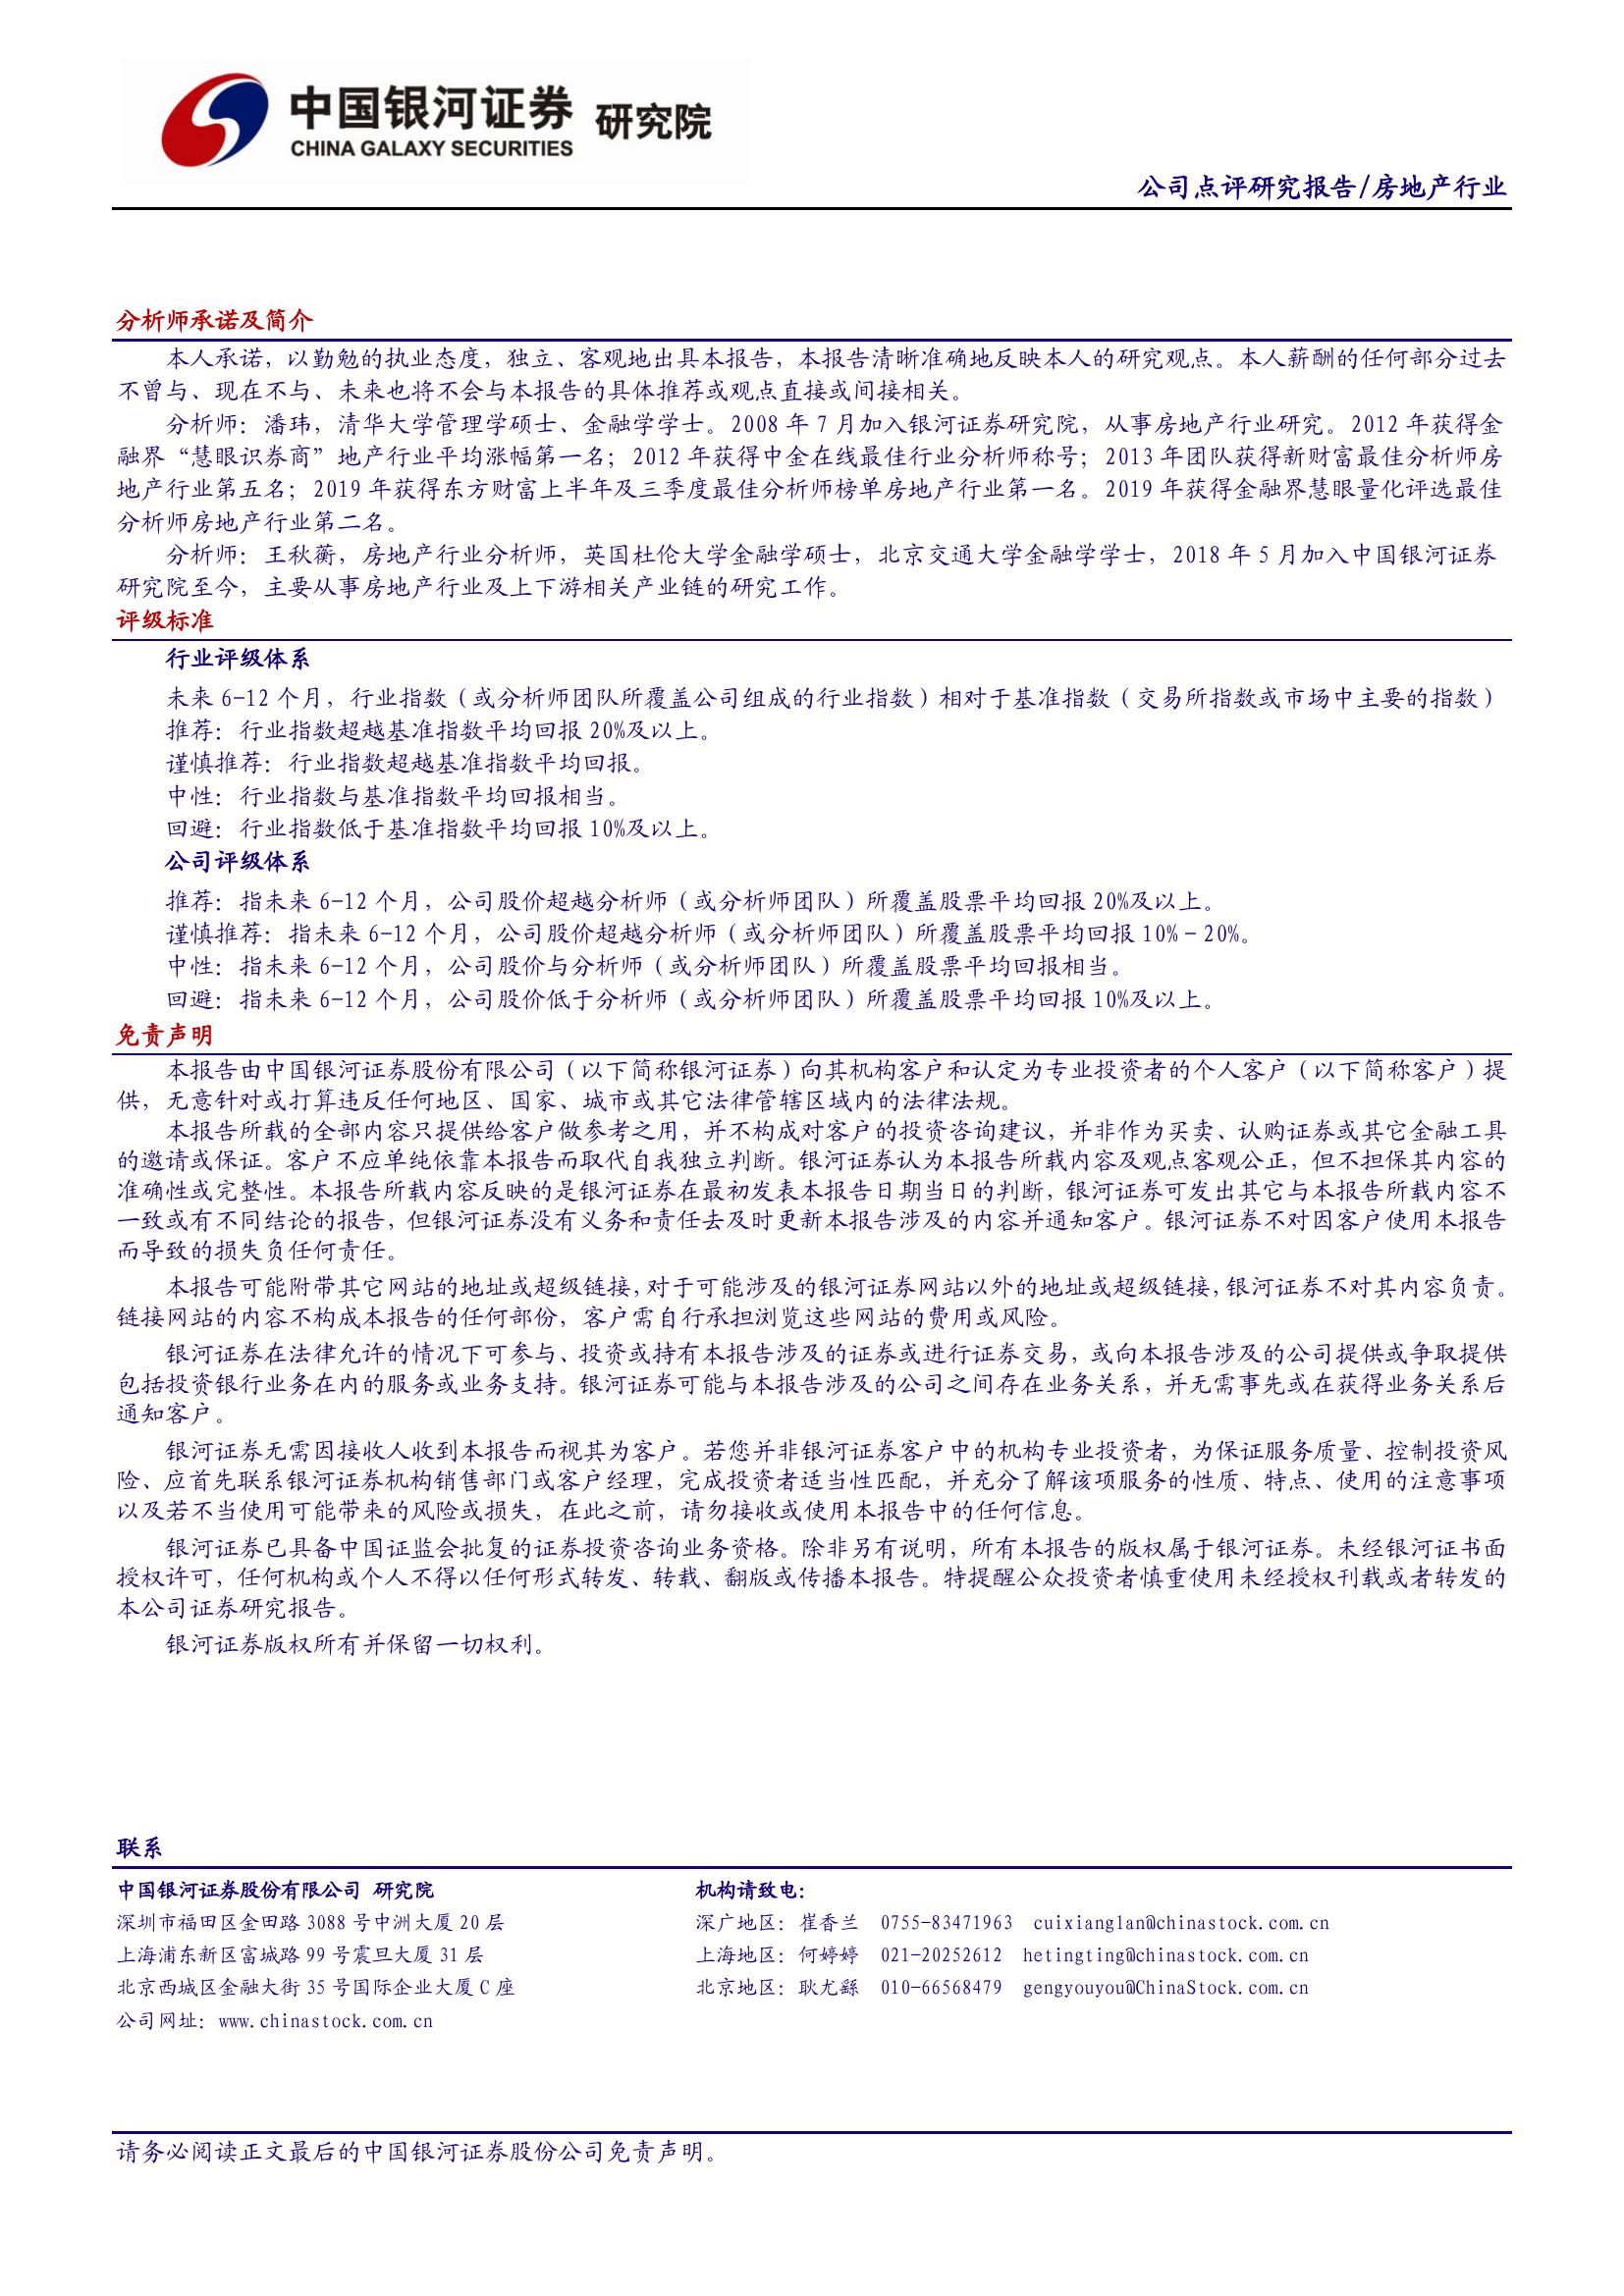 中国银河证券 研究院
CHINA GALAXY SECURITIES
公司点评研究报告/房地产行业
分析师承诺及简介
本人承诺，以勤勉的执业态度，独立、客观地出具本报告，本报告清晰准确地反映本人的研究观点。本人薪酬的任何部分过去
不曾与、现在不与、未来也将不会与本报告的具体推荐或观点直接或间接相关。
分析师：潘玮，清华大学管理学硕士、金融学学士。2008 年 7 月加入银河证券研究院，从事房地产行业研究。2012 年获得金
融界“慧眼识券商”地产行业平均涨幅第一名；2012 年获得中金在线最佳行业分析师称号；2013 年团队获得新财富最佳分析师房
地产行业第五名；2019 年获得东方财富上半年及三季度最佳分析师榜单房地产行业第一名。2019 年获得金融界慧眼量化评选最佳
分析师房地产行业第二名。
分析师：王秋蘅，房地产行业分析师，英国杜伦大学金融学硕士，北京交通大学金融学学士，2018 年 5 月加入中国银河证券
研究院至今，主要从事房地产行业及上下游相关产业链的研究工作。
评级标准
行业评级体系
未来 6-12 个月，行业指数（或分析师团队所覆盖公司组成的行业指数）相对于基准指数（交易所指数或市场中主要的指数）
推荐：行业指数超越基准指数平均回报 20%及以上。
谨慎推荐：行业指数超越基准指数平均回报。
中性：行业指数与基准指数平均回报相当。
回避：行业指数低于基准指数平均回报 10%及以上。
公司评级体系
推荐：指未来 6-12 个月，公司股价超越分析师（或分析师团队）所覆盖股票平均回报 20%及以上。
谨慎推荐：指未来 6-12 个月，公司股价超越分析师（或分析师团队）所覆盖股票平均回报 10%－20%。
中性：指未来 6-12 个月，公司股价与分析师（或分析师团队）所覆盖股票平均回报相当。
回避：指未来 6-12 个月，公司股价低于分析师（或分析师团队）所覆盖股票平均回报 10%及以上。
免责声明
本报告由中国银河证券股份有限公司（以下简称银河证券）向其机构客户和认定为专业投资者的个人客户（以下简称客户）提
供，无意针对或打算违反任何地区、国家、城市或其它法律管辖区域内的法律法规。
本报告所载的全部内容只提供给客户做参考之用，并不构成对客户的投资咨询建议，并非作为买卖、认购证券或其它金融工具
的邀请或保证。客户不应单纯依靠本报告而取代自我独立判断。银河证券认为本报告所载内容及观点客观公正，但不担保其内容的
准确性或完整性。本报告所载内容反映的是银河证券在最初发表本报告日期当日的判断，银河证券可发出其它与本报告所载内容不
一致或有不同结论的报告，但银河证券没有义务和责任去及时更新本报告涉及的内容并通知客户。银河证券不对因客户使用本报告
而导致的损失负任何责任。
本报告可能附带其它网站的地址或超级链接，对于可能涉及的银河证券网站以外的地址或超级链接，银河证券不对其内容负责。
链接网站的内容不构成本报告的任何部份，客户需自行承担浏览这些网站的费用或风险。
银河证券在法律允许的情况下可参与、投资或持有本报告涉及的证券或进行证券交易，或向本报告涉及的公司提供或争取提供
包括投资银行业务在内的服务或业务支持。银河证券可能与本报告涉及的公司之间存在业务关系，并无需事先或在获得业务关系后
通知客户。
银河证券无需因接收人收到本报告而视其为客户。若您并非银河证券客户中的机构专业投资者，为保证服务质量、控制投资风
险、应首先联系银河证券机构销售部门或客户经理，完成投资者适当性匹配，并充分了解该项服务的性质、特点、使用的注意事项
以及若不当使用可能带来的风险或损失，在此之前，请勿接收或使用本报告中的任何信息。
银河证券已具备中国证监会批复的证券投资咨询业务资格。除非另有说明，所有本报告的版权属于银河证券。未经银河证书面
授权许可，任何机构或个人不得以任何形式转发、转载、翻版或传播本报告。特提醒公众投资者慎重使用未经授权刊载或者转发的
本公司证券研究报告。
银河证券版权所有并保留一切权利。
联系
中国银河证券股份有限公司 研究院
机构请致电：
深圳市福田区金田路 3088 号中洲大厦 20 层
深广地区：崔香兰 0755-83471963 cuixianglan@chinastock.com.cn
上海浦东新区富城路 99 号震旦大厦 31 层
上海地区：何婷婷 021-20252612 hetingting@chinastock.com.cn
北京西城区金融大街 35 号国际企业大厦 C 座
北京地区：耿尤繇 010-66568479 gengyouyou@ChinaStock.com.cn
公司网址：www.chinastock.com.cn
请务必阅读正文最后的中国银河证券股份公司免责声明。